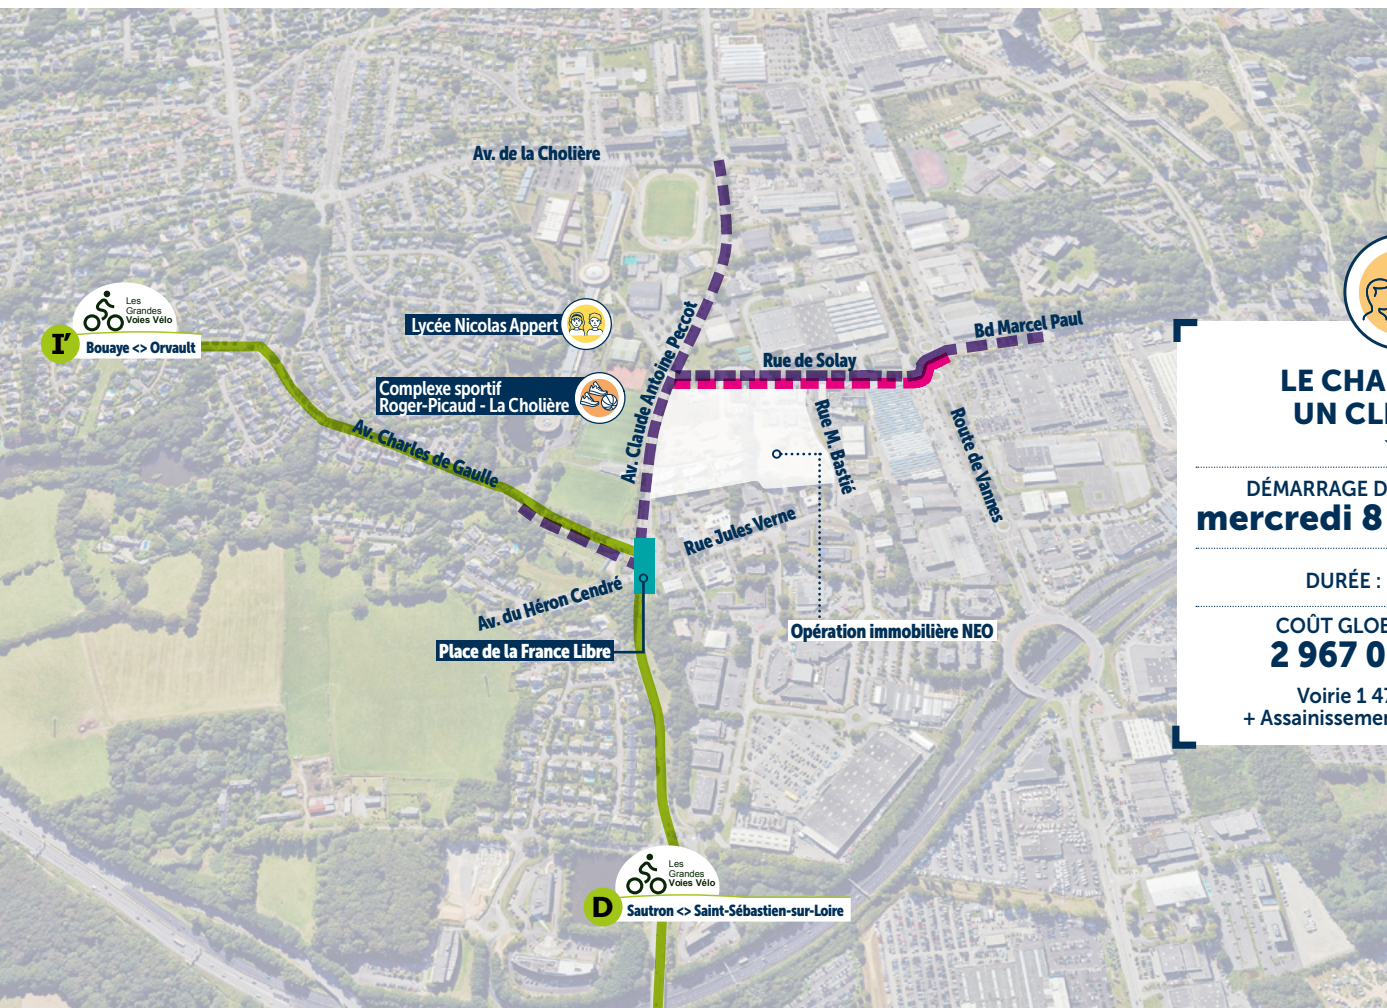 Av. de la Cholière
Les
Grandes
Voies Vélo
I’
Bouaye <> Orvault
Lycée Nicolas Appert
Complexe sportif
Roger-Picaud - La Cholière
Av. Claude Antoine Peccot
Rue de Solay
Bd Marcel Paul
Av. Charles de Gaulle
Rue M. Bastié
Route de Vannes
Rue Jules Verne
Av. du Héron Cendré
Place de la France Libre
Opération immobilière NEO
Les
Grandes
Voies Vélo
D
Sautron <> Saint-Sébastien-sur-Loire
LE CHA
UN CL
DÉMARRAGE D
mercredi 8
DURÉE :
COÛT GLOB
2 967 0
Voirie 1 47
+ Assainissemen